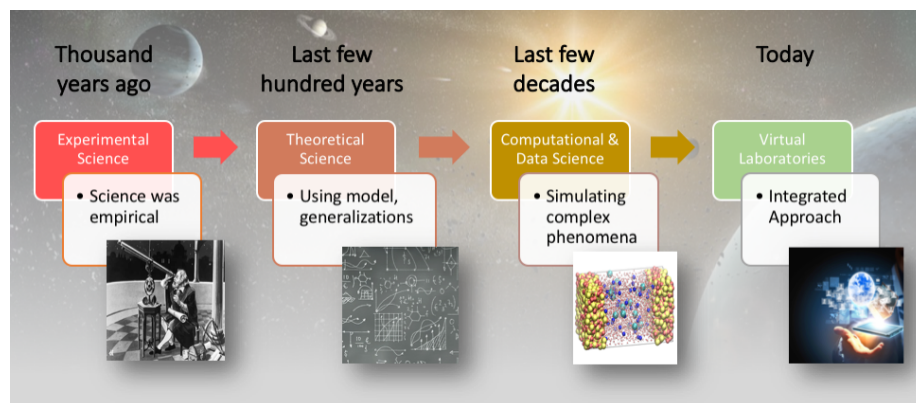 Thousand
years ago
Last few
hundred years
Last few
decades
Today
Experimental
Science
Theoretical
Science
Computational &
Data Science
Virtual
Laboratories
• Science was
empirical
• Using model,
generalizations
• Simulating
complex
phenomena
• Integrated
Approach